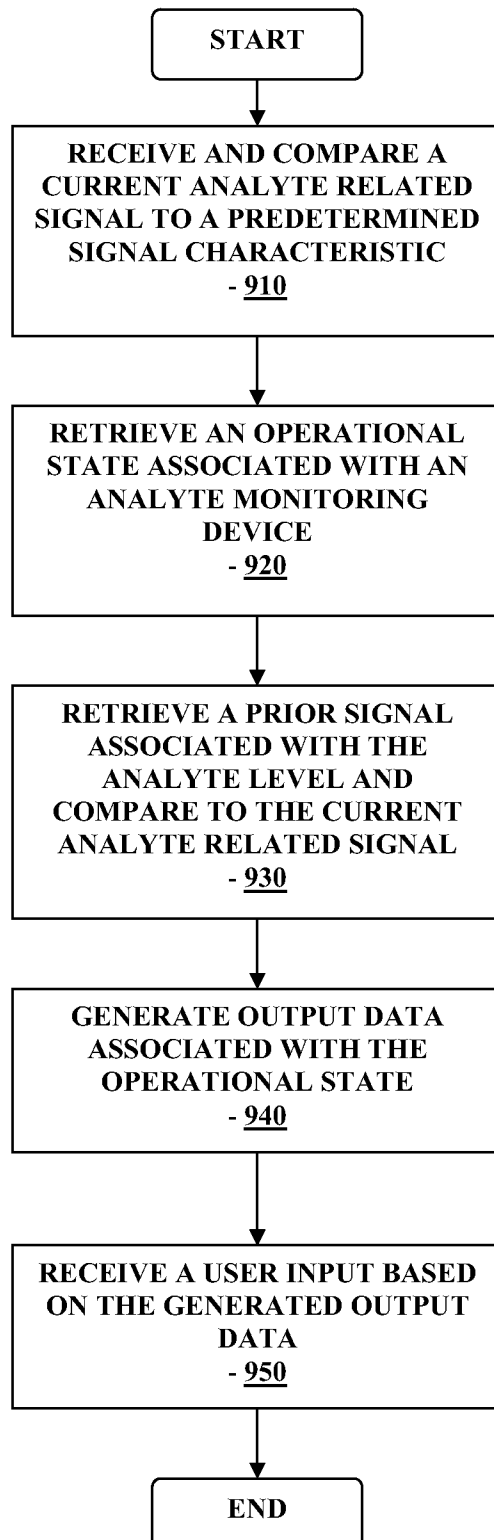 START
RECEIVE AND COMPARE A
CURRENT ANALYTE RELATED
SIGNAL TO A PREDETERMINED
SIGNAL CHARACTERISTIC
- 910
RETRIEVE AN OPERATIONAL
STATE ASSOCIATED WITH AN
ANALYTE MONITORING
DEVICE
- 920
RETRIEVE A PRIOR SIGNAL
ASSOCIATED WITH THE
ANALYTE LEVEL AND
COMPARE TO THE CURRENT
ANALYTE RELATED SIGNAL
- 930
GENERATE OUTPUT DATA
ASSOCIATED WITH THE
OPERATIONAL STATE
- 940
RECEIVE A USER INPUT BASED
ON THE GENERATED OUTPUT
DATA
- 950
END